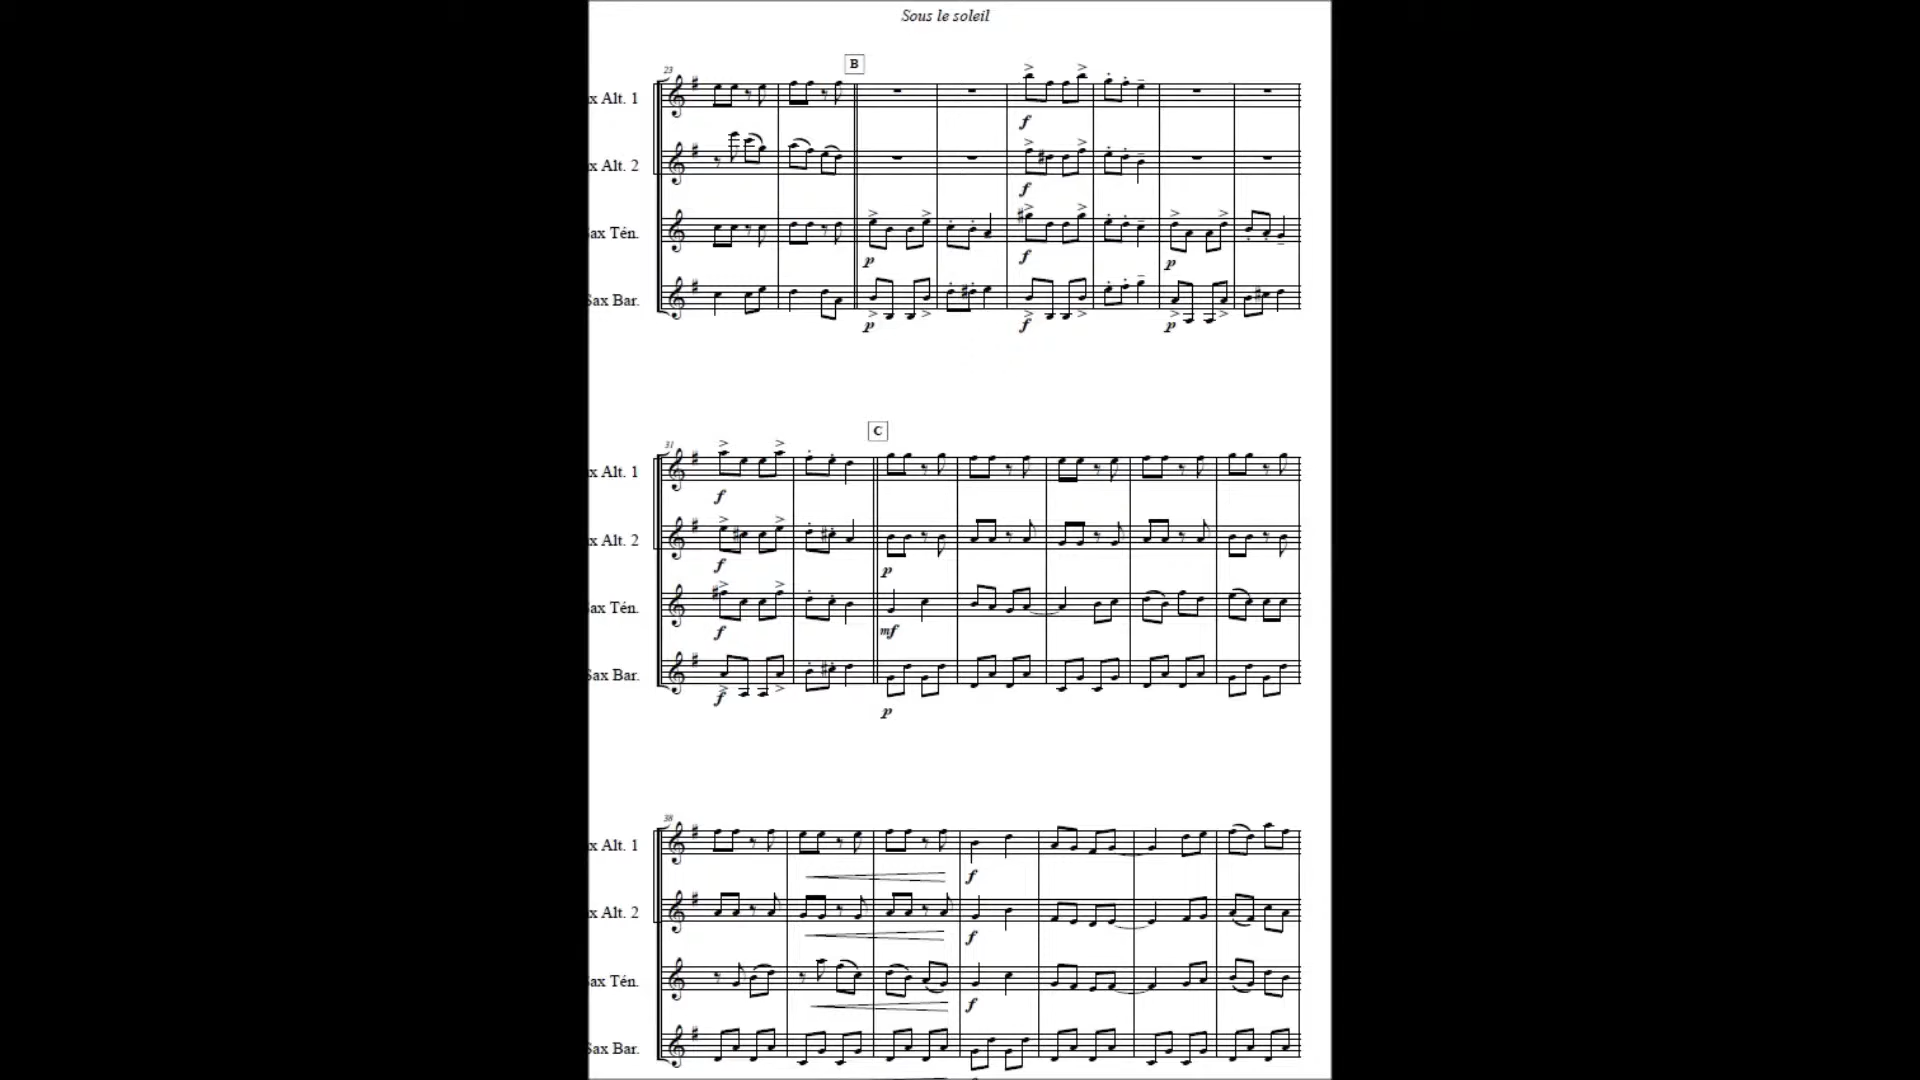 Sous le soleil
B
23
x Alt. 1
f
x Alt. 2
f
ax Tén.
p f p
Sax Bar.
p f p
C
31
x Alt. 1
f
x Alt. 2
f p
ax Tén.
f mf
Sax Bar.
f p
38
x Alt. 1
f
x Alt. 2
f
ax Tén.
f
Sax Bar.